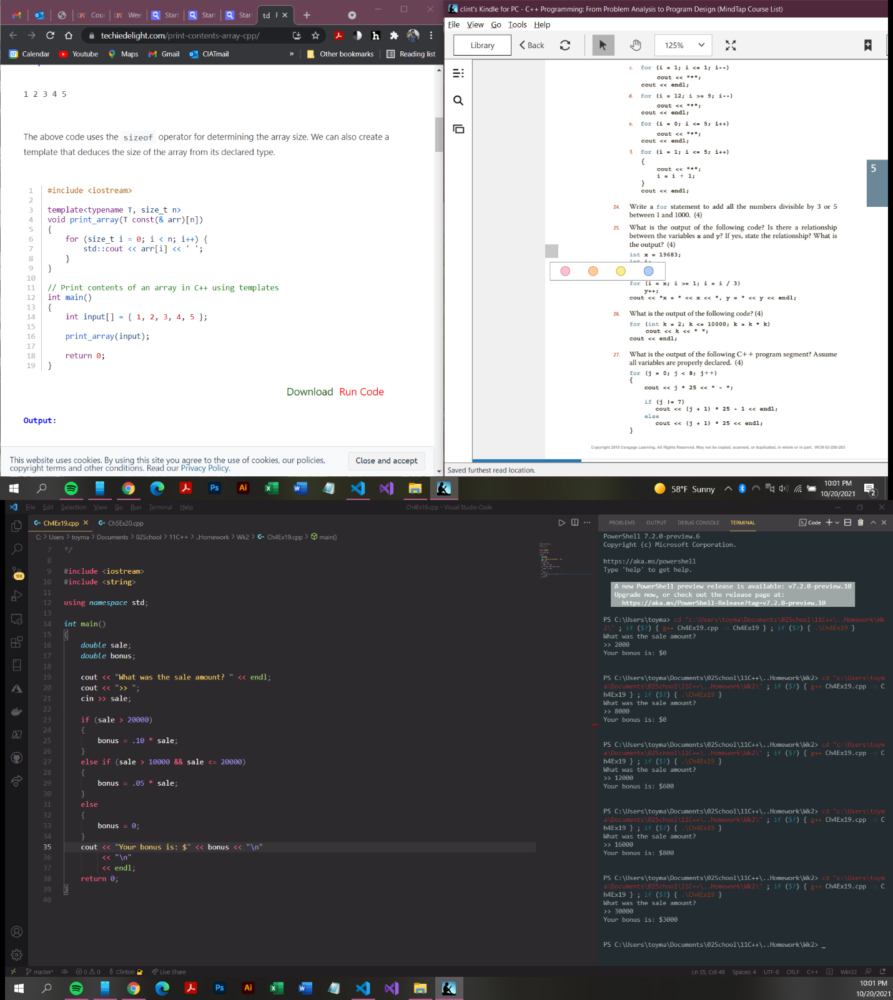 Cour
Wee
Start
Start
Start
td
techiedelight.com/print-contents-array-cpp/
Calendar
Youtube
Maps
Gmail
CIATmail
»
Other bookmarks
Reading list
1 2 3 4 5
The above code uses the sizeof operator for determining the array size. We can also create a
template that deduces the size of the array from its declared type.
1 #include <iostream>
2
3 template<typename T, size_t n>
4 void print_array(T const(& arr)[n])
5 {
6 for (size_t i = 0; i < n; i++) {
7 std::cout << arr[i] << ' ';
8 }
9 }
10
11 // Print contents of an array in C++ using templates
12 int main()
13 {
14 int input[] = { 1, 2, 3, 4, 5 };
15
16 print_array(input);
17
18 return 0;
19 }
Download Run Code
Output:
This website uses cookies. By using this site you agree to the use of cookies, our policies,
copyright terms and other conditions. Read our Privacy Policy.
Close and accept
clint's Kindle for PC - C++ Programming: From Problem Analysis to Program Design (MindTap Course List)
File View Go Tools Help
Library
Back
125%
c. for (i = 1; i <= 1; i--)
cout << "*";
cout << endl;
d. for (i = 12; i >= 9; i--)
cout << "*";
cout << endl;
e. for (i = 0; i <= 5; i++)
cout << "*";
cout << endl;
f. for (i = 1; i <= 5; i++)
{
cout << "*";
i = i + 1;
}
cout << endl;
5
24. Write a for statement to add all the numbers divisible by 3 or 5
between 1 and 1000. (4)
25. What is the output of the following code? Is there a relationship
between the variables x and y? If yes, state the relationship? What is
the output? (4)
int x = 19683;
for (i = x; i >= 1; i = i / 3)
y++;
cout << "x = " << x << ", y = " << y << endl;
26. What is the output of the following code? (4)
for (int k = 2; k <= 10000; k = k * k)
cout << k << " ";
cout << endl;
27. What is the output of the following C++ program segment? Assume
all variables are properly declared. (4)
for (j = 0; j < 8; j++)
{
cout << j * 25 << " - ";
if (j != 7)
cout << (j + 1) * 25 - 1 << endl;
else
cout << (j + 1) * 25 << endl;
}
Copyright 2018 Cengage Learning. All Rights Reserved. May not be copied, scanned, or duplicated, in whole or in part. WCN 02-200-203
Saved furthest read location.
Ps
Ai
58°F Sunny
10:01 PM
10/20/2021
2
File Edit Selection View Go Run Terminal Help
Ch4Ex19.cpp - Visual Studio Code
Ch4Ex19.cpp
Ch5Ex20.cpp
C: > Users > toyma > Documents > 02School > 11C++ > ..Homework > Wk2 > Ch4Ex19.cpp > main()
10K
7 */
8
9 #include <iostream>
10 #include <string>
11
12 using namespace std;
13
14 int main()
15 {
16 double sale;
17 double bonus;
18
19 cout << "What was the sale amount? " << endl;
20 cout << ">> ";
21 cin >> sale;
22
23 if (sale > 20000)
24 {
25 bonus = .10 * sale;
26 }
27 else if (sale > 10000 && sale <= 20000)
28 {
29 bonus = .05 * sale;
30 }
31 else
32 {
33 bonus = 0;
34 }
35 cout << "Your bonus is: $" << bonus << "\n"
36 << "\n"
37 << endl;
38 return 0;
39 }
40
PROBLEMS OUTPUT DEBUG CONSOLE TERMINAL
Code
PowerShell 7.2.0-preview.6
Copyright (c) Microsoft Corporation.
https://aka.ms/powershell
Type 'help' to get help.
A new PowerShell preview release is available: v7.2.0-preview.10
Upgrade now, or check out the release page at:
https://aka.ms/PowerShell-Release?tag=v7.2.0-preview.10
PS C:\Users\toyma> cd "c:\Users\toyma\Documents\02School\11C++\..Homework\Wk
2\" ; if ($?) { g++ Ch4Ex19.cpp -o Ch4Ex19 } ; if ($?) { .\Ch4Ex19 }
What was the sale amount?
>> 2000
Your bonus is: $0
PS C:\Users\toyma\Documents\02School\11C++\..Homework\Wk2> cd "c:\Users\toym
a\Documents\02School\11C++\..Homework\Wk2\" ; if ($?) { g++ Ch4Ex19.cpp -o C
h4Ex19 } ; if ($?) { .\Ch4Ex19 }
What was the sale amount?
>> 8000
Your bonus is: $0
PS C:\Users\toyma\Documents\02School\11C++\..Homework\Wk2> cd "c:\Users\toym
a\Documents\02School\11C++\..Homework\Wk2\" ; if ($?) { g++ Ch4Ex19.cpp -o C
h4Ex19 } ; if ($?) { .\Ch4Ex19 }
What was the sale amount?
>> 12000
Your bonus is: $600
PS C:\Users\toyma\Documents\02School\11C++\..Homework\Wk2> cd "c:\Users\toym
a\Documents\02School\11C++\..Homework\Wk2\" ; if ($?) { g++ Ch4Ex19.cpp -o C
h4Ex19 } ; if ($?) { .\Ch4Ex19 }
What was the sale amount?
>> 16000
Your bonus is: $800
PS C:\Users\toyma\Documents\02School\11C++\..Homework\Wk2> cd "c:\Users\toym
a\Documents\02School\11C++\..Homework\Wk2\" ; if ($?) { g++ Ch4Ex19.cpp -o C
h4Ex19 } ; if ($?) { .\Ch4Ex19 }
What was the sale amount?
>> 30000
Your bonus is: $3000
PS C:\Users\toyma\Documents\02School\11C++\..Homework\Wk2> _
master* 0 0 Clinton Live Share
Ln 35, Col 48 Spaces: 4 UTF-8 CRLF C++ Win32
Ps
Ai
10:01 PM
10/20/2021